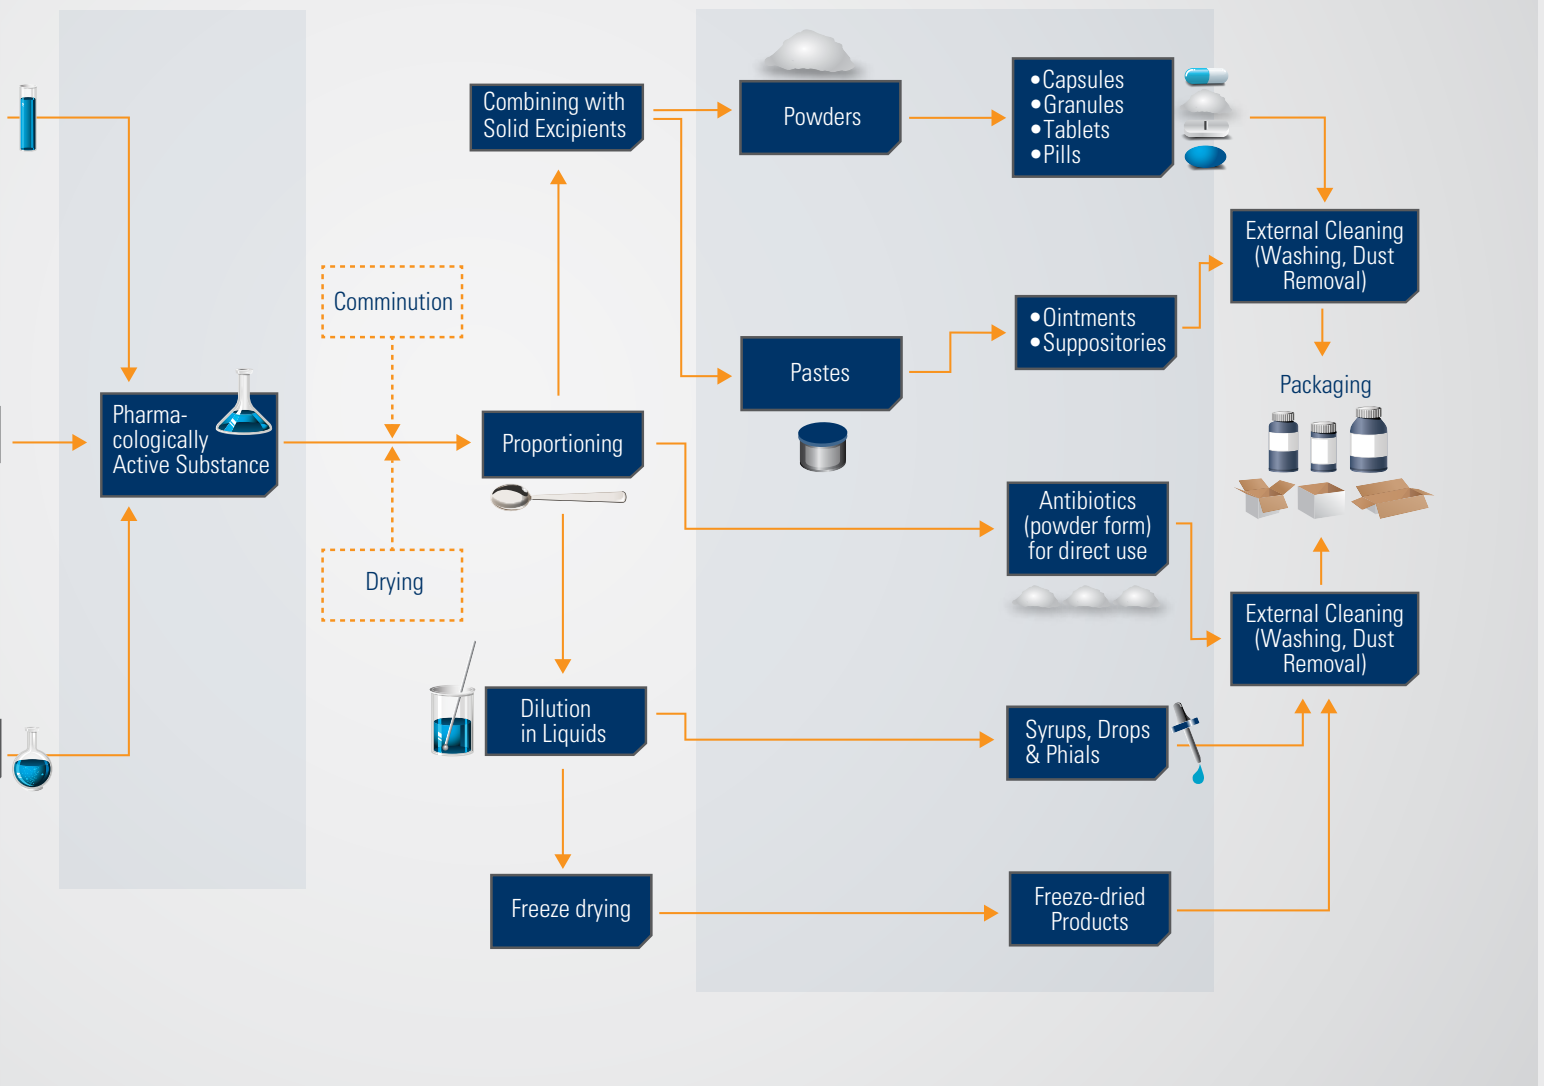 Combining with
Solid Excipients
Powders
•Capsules
•Granules
•Tablets
•Pills
External Cleaning
(Washing, Dust
Removal)
Comminution
Pastes
•Ointments
•Suppositories
Packaging
Pharma-
cologically
Active Substance
Proportioning
Antibiotics
(powder form)
for direct use
Drying
External Cleaning
(Washing, Dust
Removal)
Dilution
in Liquids
Syrups, Drops
& Phials
Freeze drying
Freeze-dried
Products